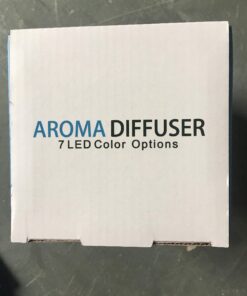 AROMA DIFFUSER
7 LED Color Options